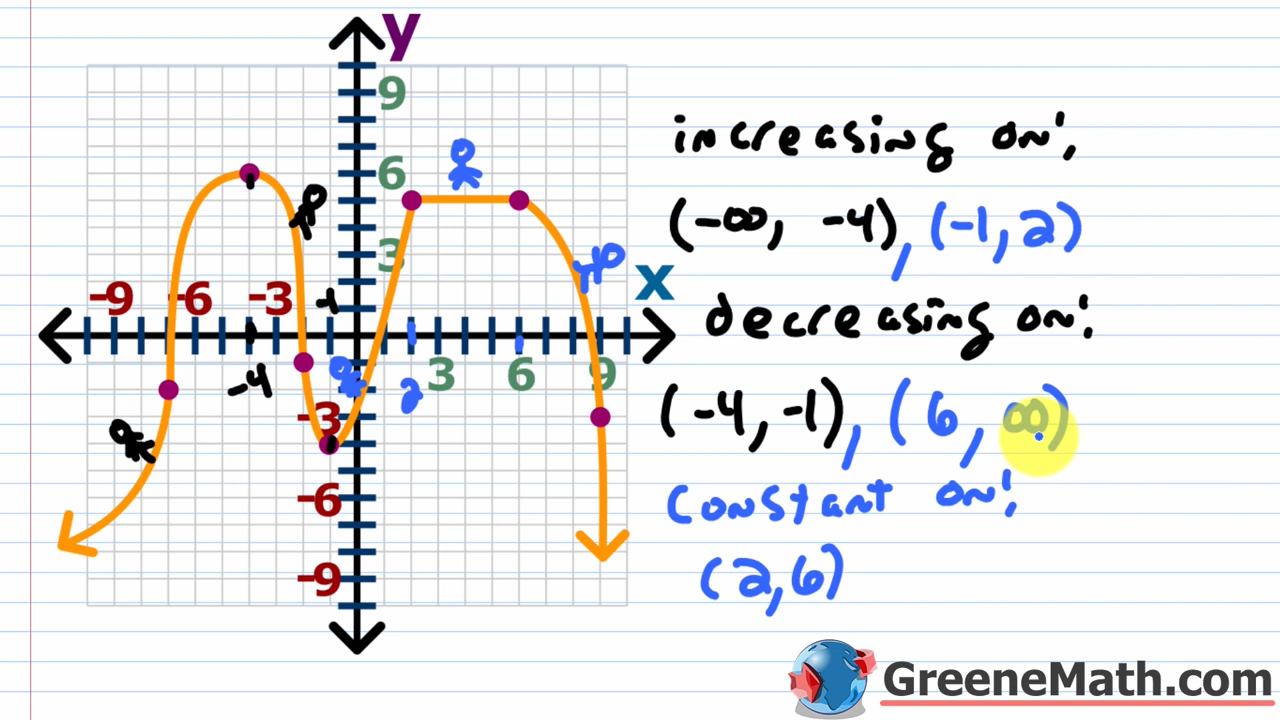 y
9
6
3
x
-9 -6 -3 -1
-4 2 3 6 9
-3
-6
-9
increasing on:
(-∞, -4), (-1, 2)
decreasing on:
(-4, -1), (6, ∞)
constant on:
(2, 6)
GreeneMath.com